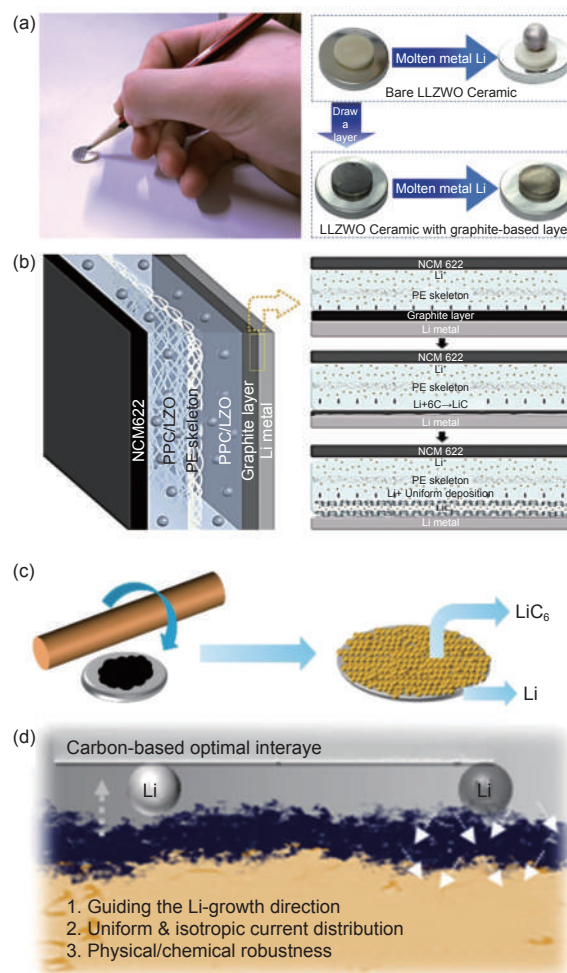 (a)
Molten metal Li
Bare LLZWO Ceramic
Draw
a
layer
Molten metal Li
LLZWO Ceramic with graphite-based layer
(b)
NCM622
PPC/LZO
PE skeleton
PPC/LZO
Graphite layer
Li metal
NCM 622
Li⁺
PE skeleton
Graphite layer
Li metal
NCM 622
Li⁺
PE skeleton
Li+6C→LiC
Li metal
NCM 622
Li⁺
PE skeleton
Li+ Uniform deposition
Li metal
(c)
LiC₆
Li
(d)
Carbon-based optimal interaye
Li
Li
1. Guiding the Li-growth direction
2. Uniform & isotropic current distribution
3. Physical/chemical robustness